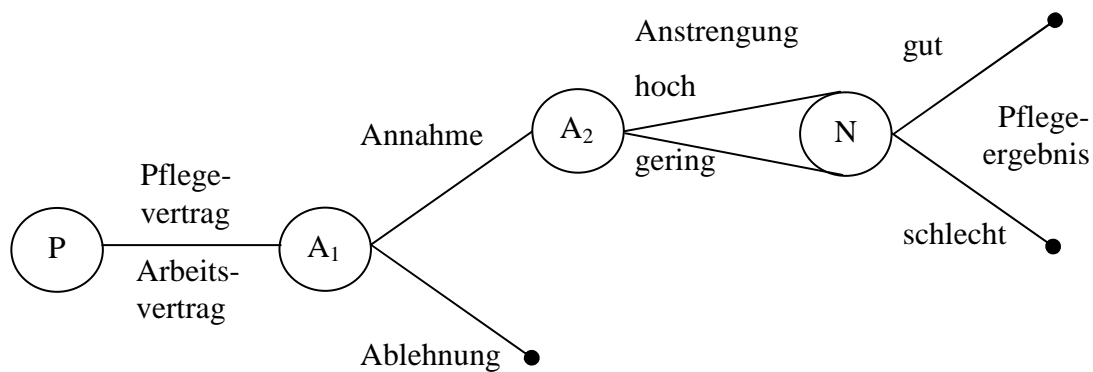 P
Pflege-
vertrag
Arbeits-
vertrag
A₁
Annahme
Ablehnung
A₂
Anstrengung
hoch
gering
N
gut
Pflege-
ergebnis
schlecht